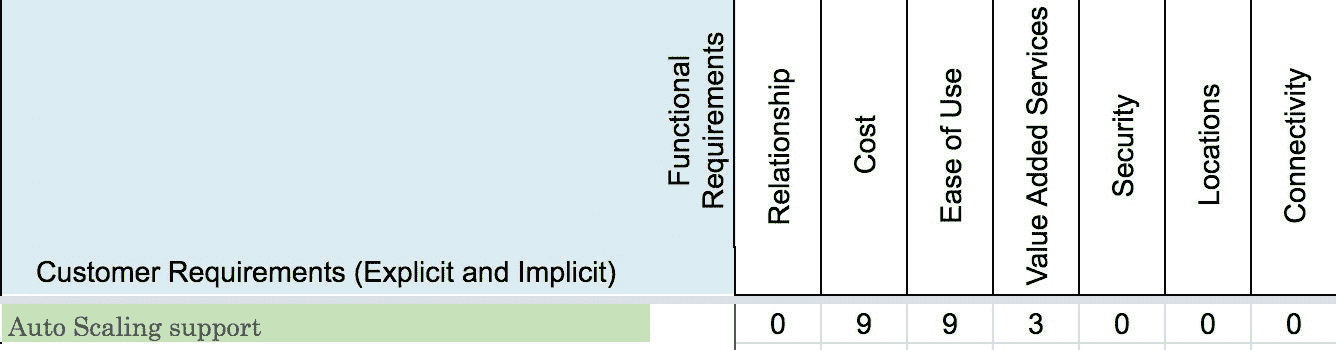 Functional
Requirements
Relationship
Cost
Ease of Use
Value Added Services
Security
Locations
Connectivity
Customer Requirements (Explicit and Implicit)
Auto Scaling support 0 9 9 3 0 0 0